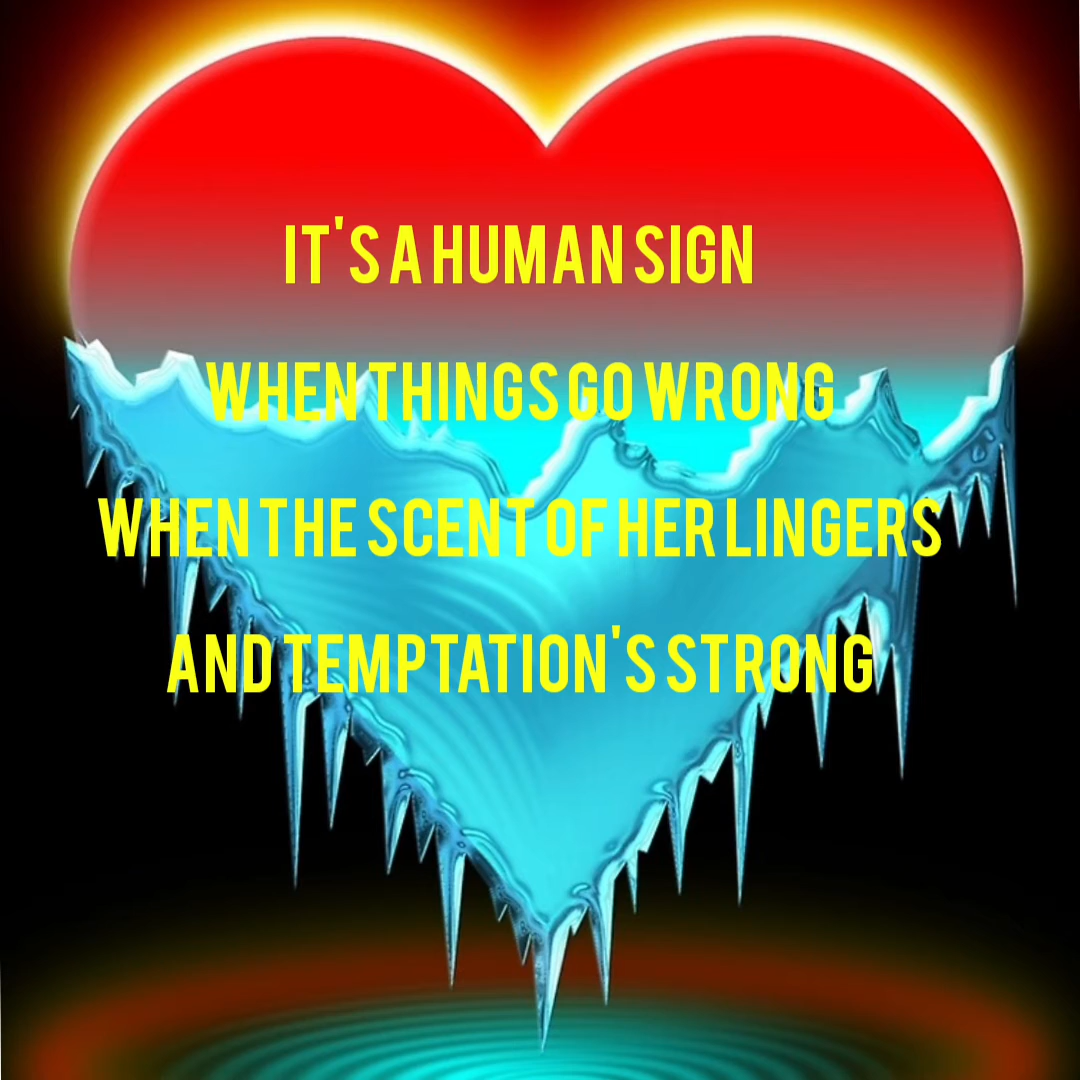 IT'S A HUMAN SIGN
WHEN THINGS GO WRONG
WHEN THE SCENT OF HER LINGERS
AND TEMPTATION'S STRONG